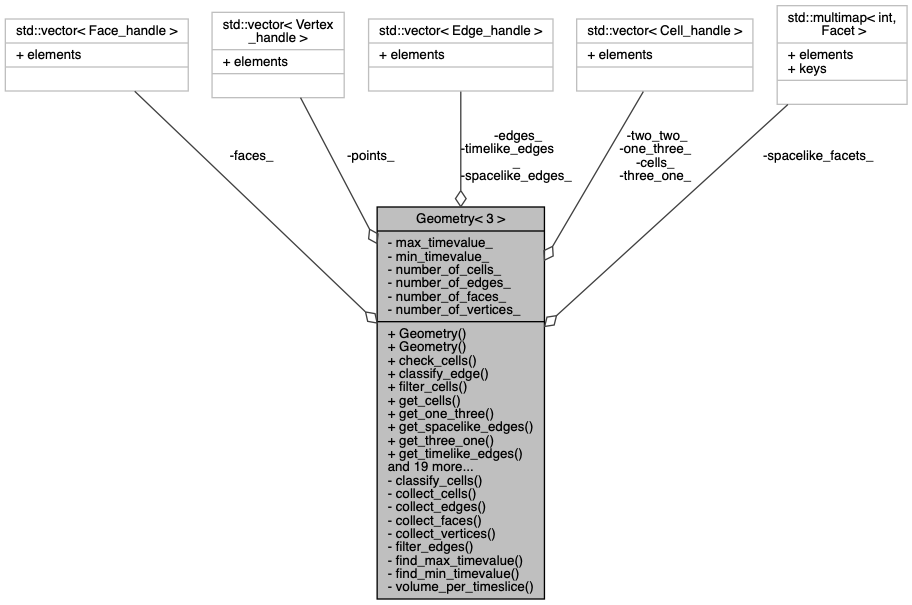 std::vector< Face_handle >
+ elements
std::vector< Vertex
_handle >
+ elements
std::vector< Edge_handle >
+ elements
std::vector< Cell_handle >
+ elements
std::multimap< int,
Facet >
+ elements
+ keys
-faces_
-points_
-edges_
-timelike_edges
_
-spacelike_edges_
-two_two_
-one_three_
-cells_
-three_one_
-spacelike_facets_
Geometry< 3 >
- max_timevalue_
- min_timevalue_
- number_of_cells_
- number_of_edges_
- number_of_faces_
- number_of_vertices_
+ Geometry()
+ Geometry()
+ check_cells()
+ classify_edge()
+ filter_cells()
+ get_cells()
+ get_one_three()
+ get_spacelike_edges()
+ get_three_one()
+ get_timelike_edges()
and 19 more...
- classify_cells()
- collect_cells()
- collect_edges()
- collect_faces()
- collect_vertices()
- filter_edges()
- find_max_timevalue()
- find_min_timevalue()
- volume_per_timeslice()